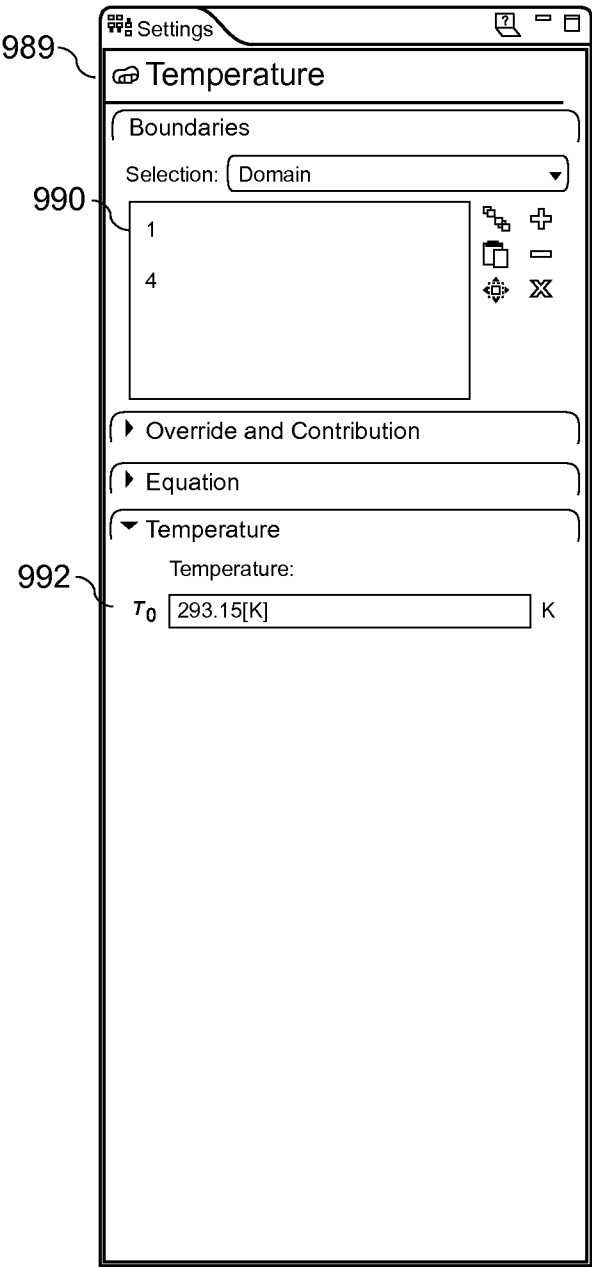 Settings
?
989
Temperature
Boundaries
Selection: Domain
990
1
4
Override and Contribution
Equation
Temperature
Temperature:
992
T0 293.15[K] K